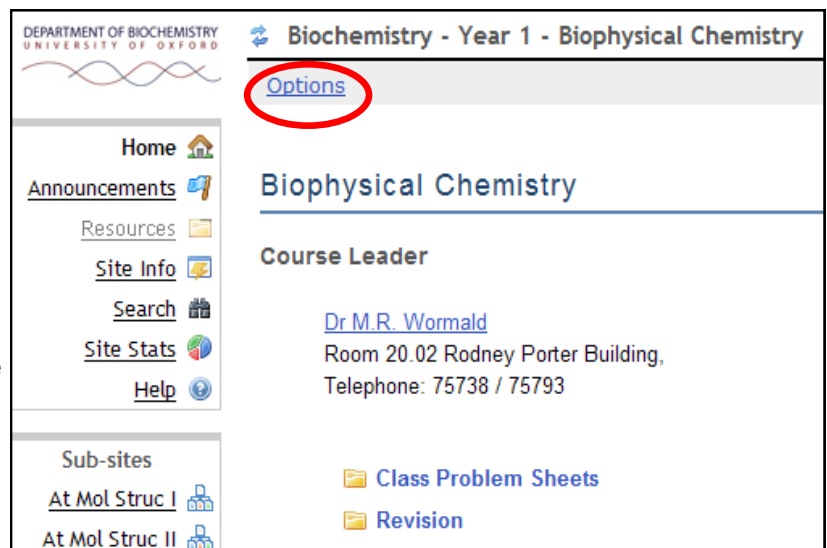 DEPARTMENT OF BIOCHEMISTRY
UNIVERSITY OF OXFORD
Biochemistry - Year 1 - Biophysical Chemistry
Options
Home
Announcements
Resources
Site Info
Search
Site Stats
Help
Sub-sites
At Mol Struc I
At Mol Struc II
Biophysical Chemistry
Course Leader
Dr M.R. Wormald
Room 20.02 Rodney Porter Building,
Telephone: 75738 / 75793
Class Problem Sheets
Revision